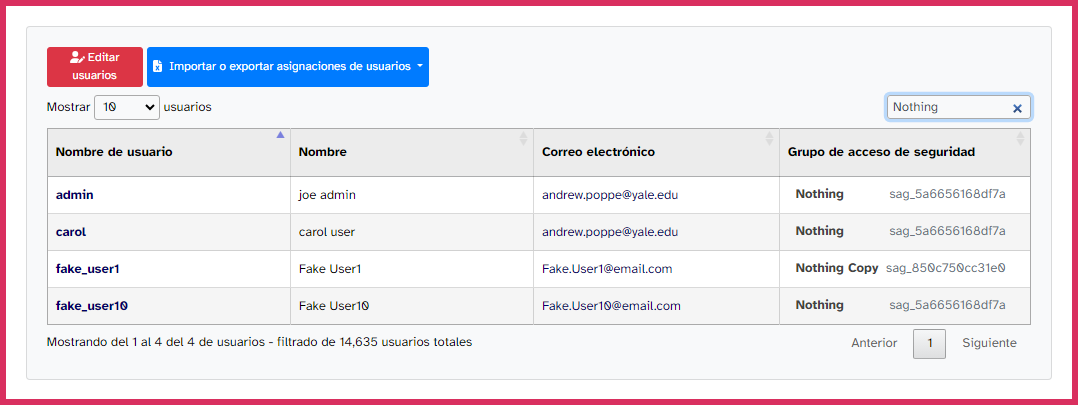 Editar
usuarios
Importar o exportar asignaciones de usuarios
Mostrar 10 usuarios
Nothing
Nombre de usuario Nombre Correo electrónico Grupo de acceso de seguridad
admin joe admin andrew.poppe@yale.edu Nothing sag_5a6656168df7a
carol carol user andrew.poppe@yale.edu Nothing sag_5a6656168df7a
fake_user1 Fake User1 Fake.User1@email.com Nothing Copy sag_850c750cc31e0
fake_user10 Fake User10 Fake.User10@email.com Nothing sag_5a6656168df7a
Mostrando del 1 al 4 del 4 de usuarios - filtrado de 14,635 usuarios totales
Anterior 1 Siguiente